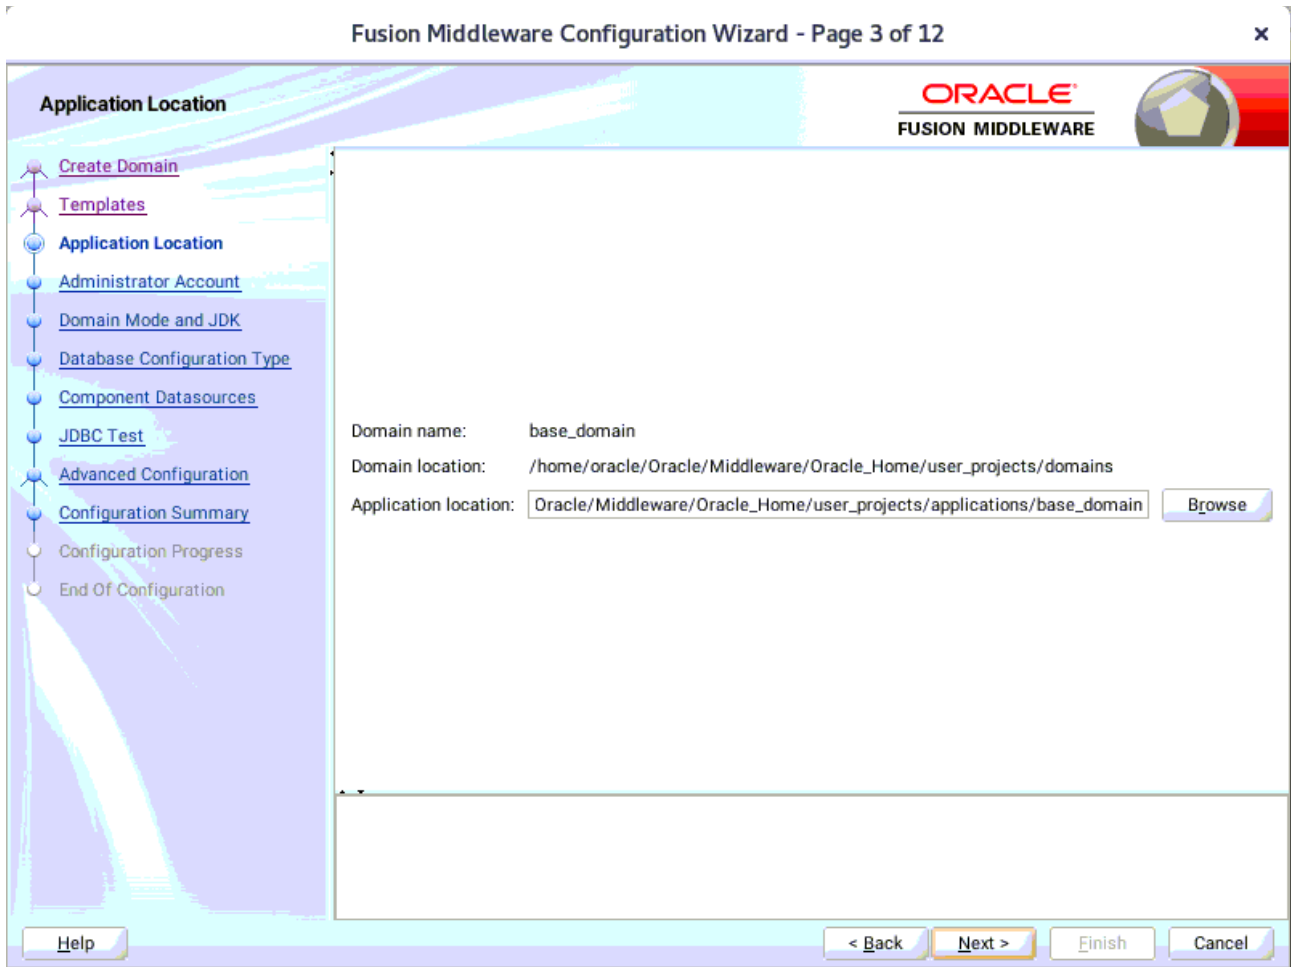 Fusion Middleware Configuration Wizard - Page 3 of 12
Application Location
ORACLE
FUSION MIDDLEWARE
Create Domain
Templates
Application Location
Administrator Account
Domain Mode and JDK
Database Configuration Type
Component Datasources
JDBC Test
Advanced Configuration
Configuration Summary
Configuration Progress
End Of Configuration
Domain name: base_domain
Domain location: /home/oracle/Oracle/Middleware/Oracle_Home/user_projects/domains
Application location: Oracle/Middleware/Oracle_Home/user_projects/applications/base_domain Browse
Help < Back Next > Finish Cancel